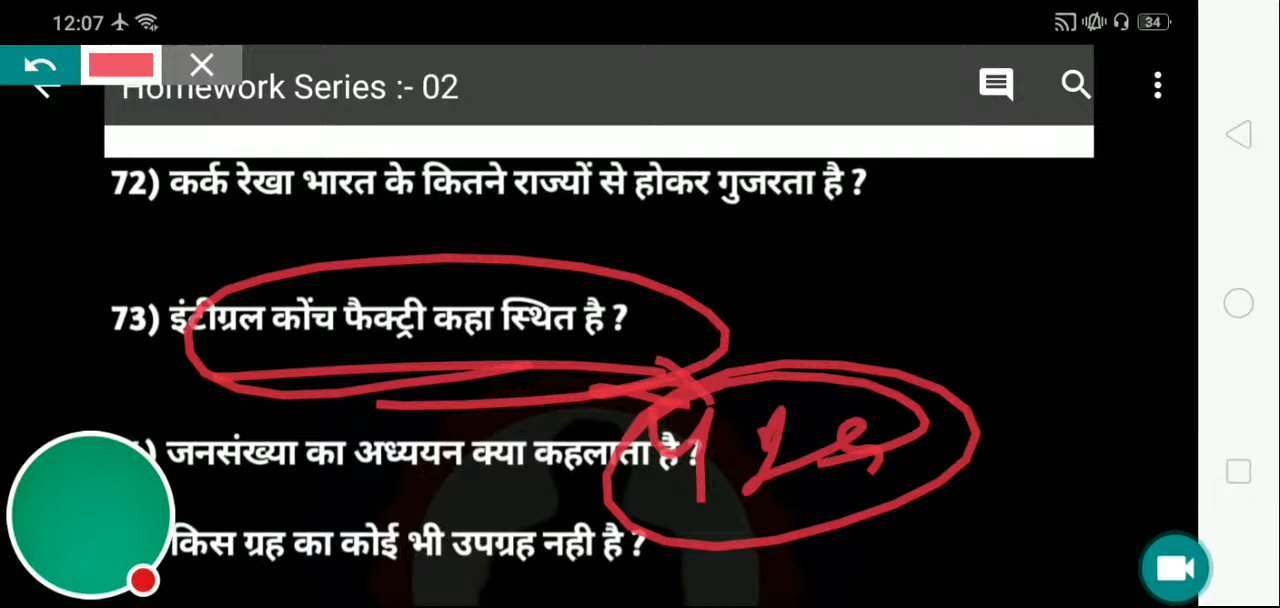 12:07
34
Homework Series :- 02
72) कर्क रेखा भारत के कितने राज्यों से होकर गुजरता है ?
73) इंटीग्रल कोंच फैक्ट्री कहा स्थित है ?
) जनसंख्या का अध्ययन क्या कहलाता है ?
किस ग्रह का कोई भी उपग्रह नही है ?